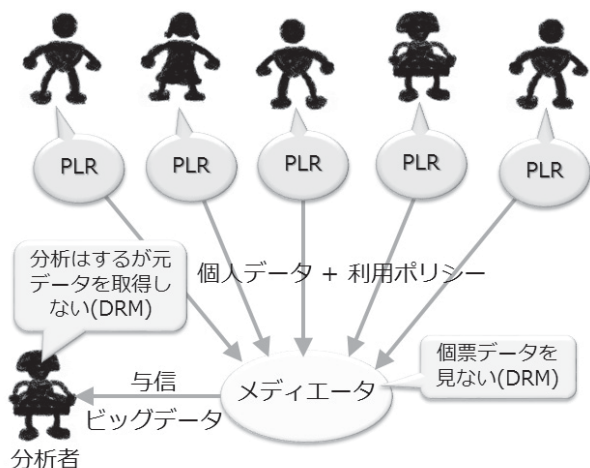 PLR
PLR
PLR
PLR
PLR
分析はするが元
データを取得し
ない(DRM)
個人データ + 利用ポリシー
個票データを
見ない(DRM)
メディエータ
与信
ビッグデータ
分析者